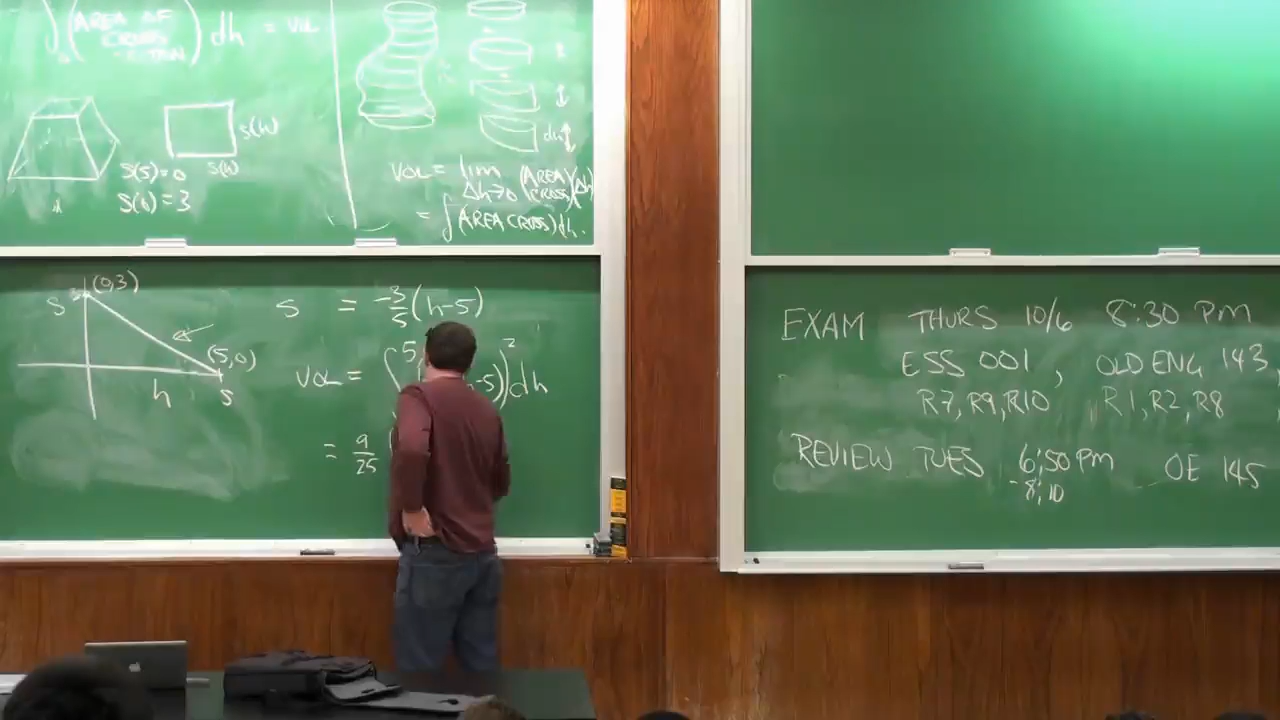 ∫ (AREA OF CROSS SECTION) dh = VOL
S(h)
S(h)
S(5) = 0
S(0) = 3
dh
VOL = lim Δh→0 (AREA CROSS)(Δh)
= ∫(AREA CROSS) dh.
(0,3)
S
(5,0)
h
S
S = -3/5 (h-5)
VOL = ∫ 5 h-5))² dh
= 9/25
EXAM THURS 10/6 8:30 PM
ESS 001, OLD ENG 143,
R7, R9, R10 R1, R2, R8
REVIEW TUES 6:50 PM OE 145
-8:10